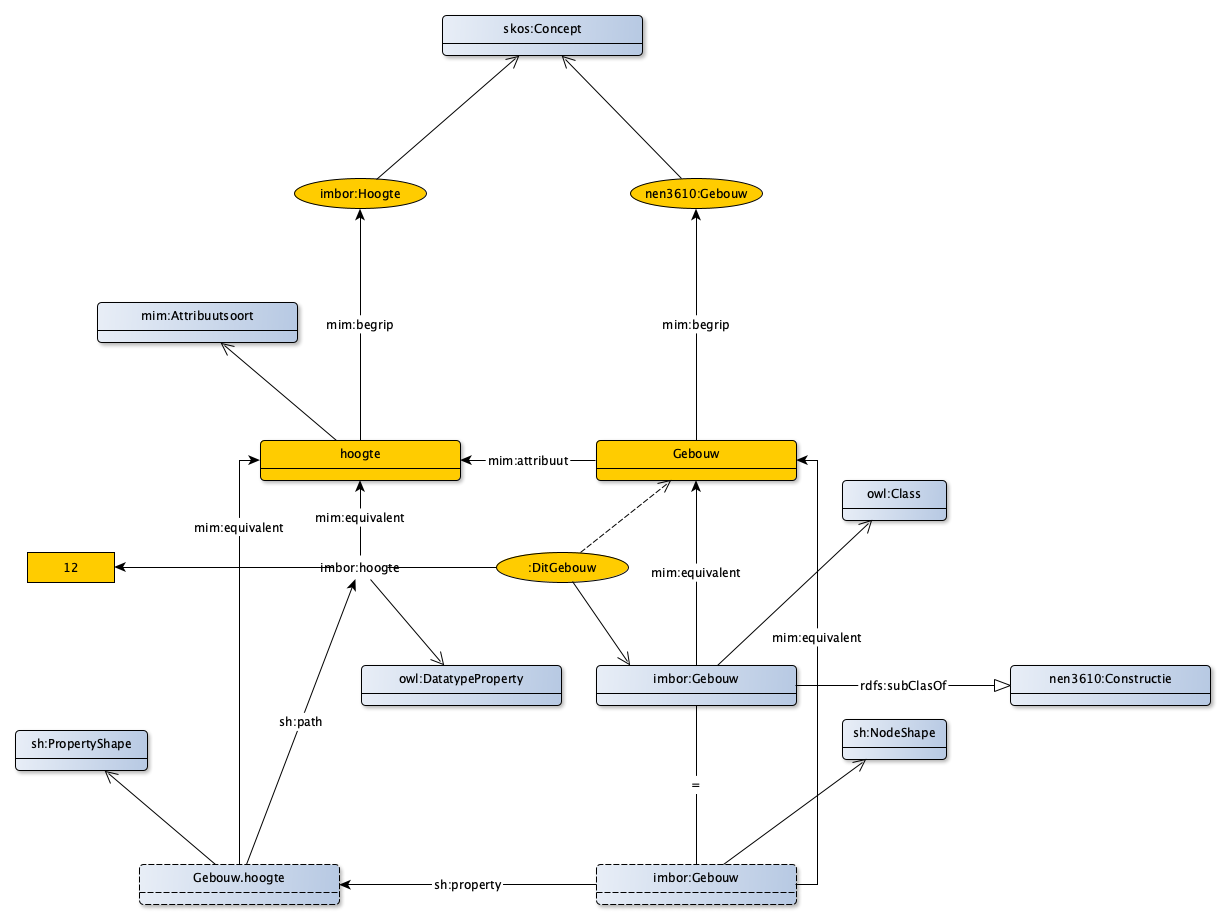 skos:Concept
imbor:Hoogte
nen3610:Gebouw
mim:Attribuutsoort
mim:begrip
mim:begrip
hoogte
mim:attribuut
Gebouw
owl:Class
mim:equivalent
mim:equivalent
12
imbor:hoogte
:DitGebouw
mim:equivalent
mim:equivalent
owl:DatatypeProperty
imbor:Gebouw
rdfs:subClasOf
nen3610:Constructie
sh:path
sh:PropertyShape
sh:NodeShape
=
Gebouw.hoogte
sh:property
imbor:Gebouw